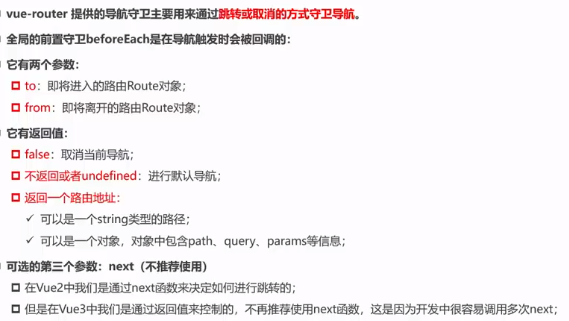 vue-router 提供的导航守卫主要用来通过跳转或取消的方式守卫导航。
全局的前置守卫beforeEach是在导航触发时会被回调的：
它有两个参数：
to：即将进入的路由Route对象；
from：即将离开的路由Route对象；
它有返回值：
false：取消当前导航；
不返回或者undefined：进行默认导航；
返回一个路由地址：
可以是一个string类型的路径；
可以是一个对象，对象中包含path、query、params等信息；
可选的第三个参数：next（不推荐使用）
在Vue2中我们是通过next函数来决定如何进行跳转的；
但是在Vue3中我们是通过返回值来控制的，不再推荐使用next函数，这是因为开发中很容易调用多次next；